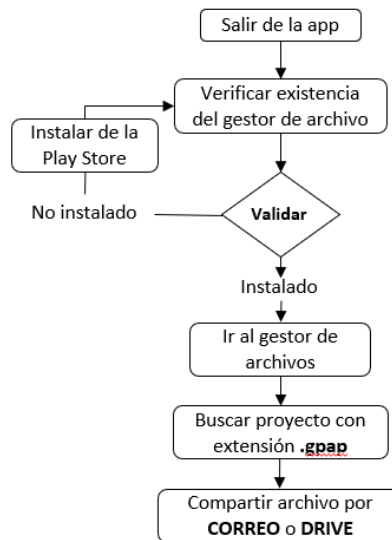 Salir de la app
Verificar existencia
del gestor de archivo
Instalar de la
Play Store
No instalado
Validar
Instalado
Ir al gestor de
archivos
Buscar proyecto con
extensión .gpap
Compartir archivo por
CORREO o DRIVE